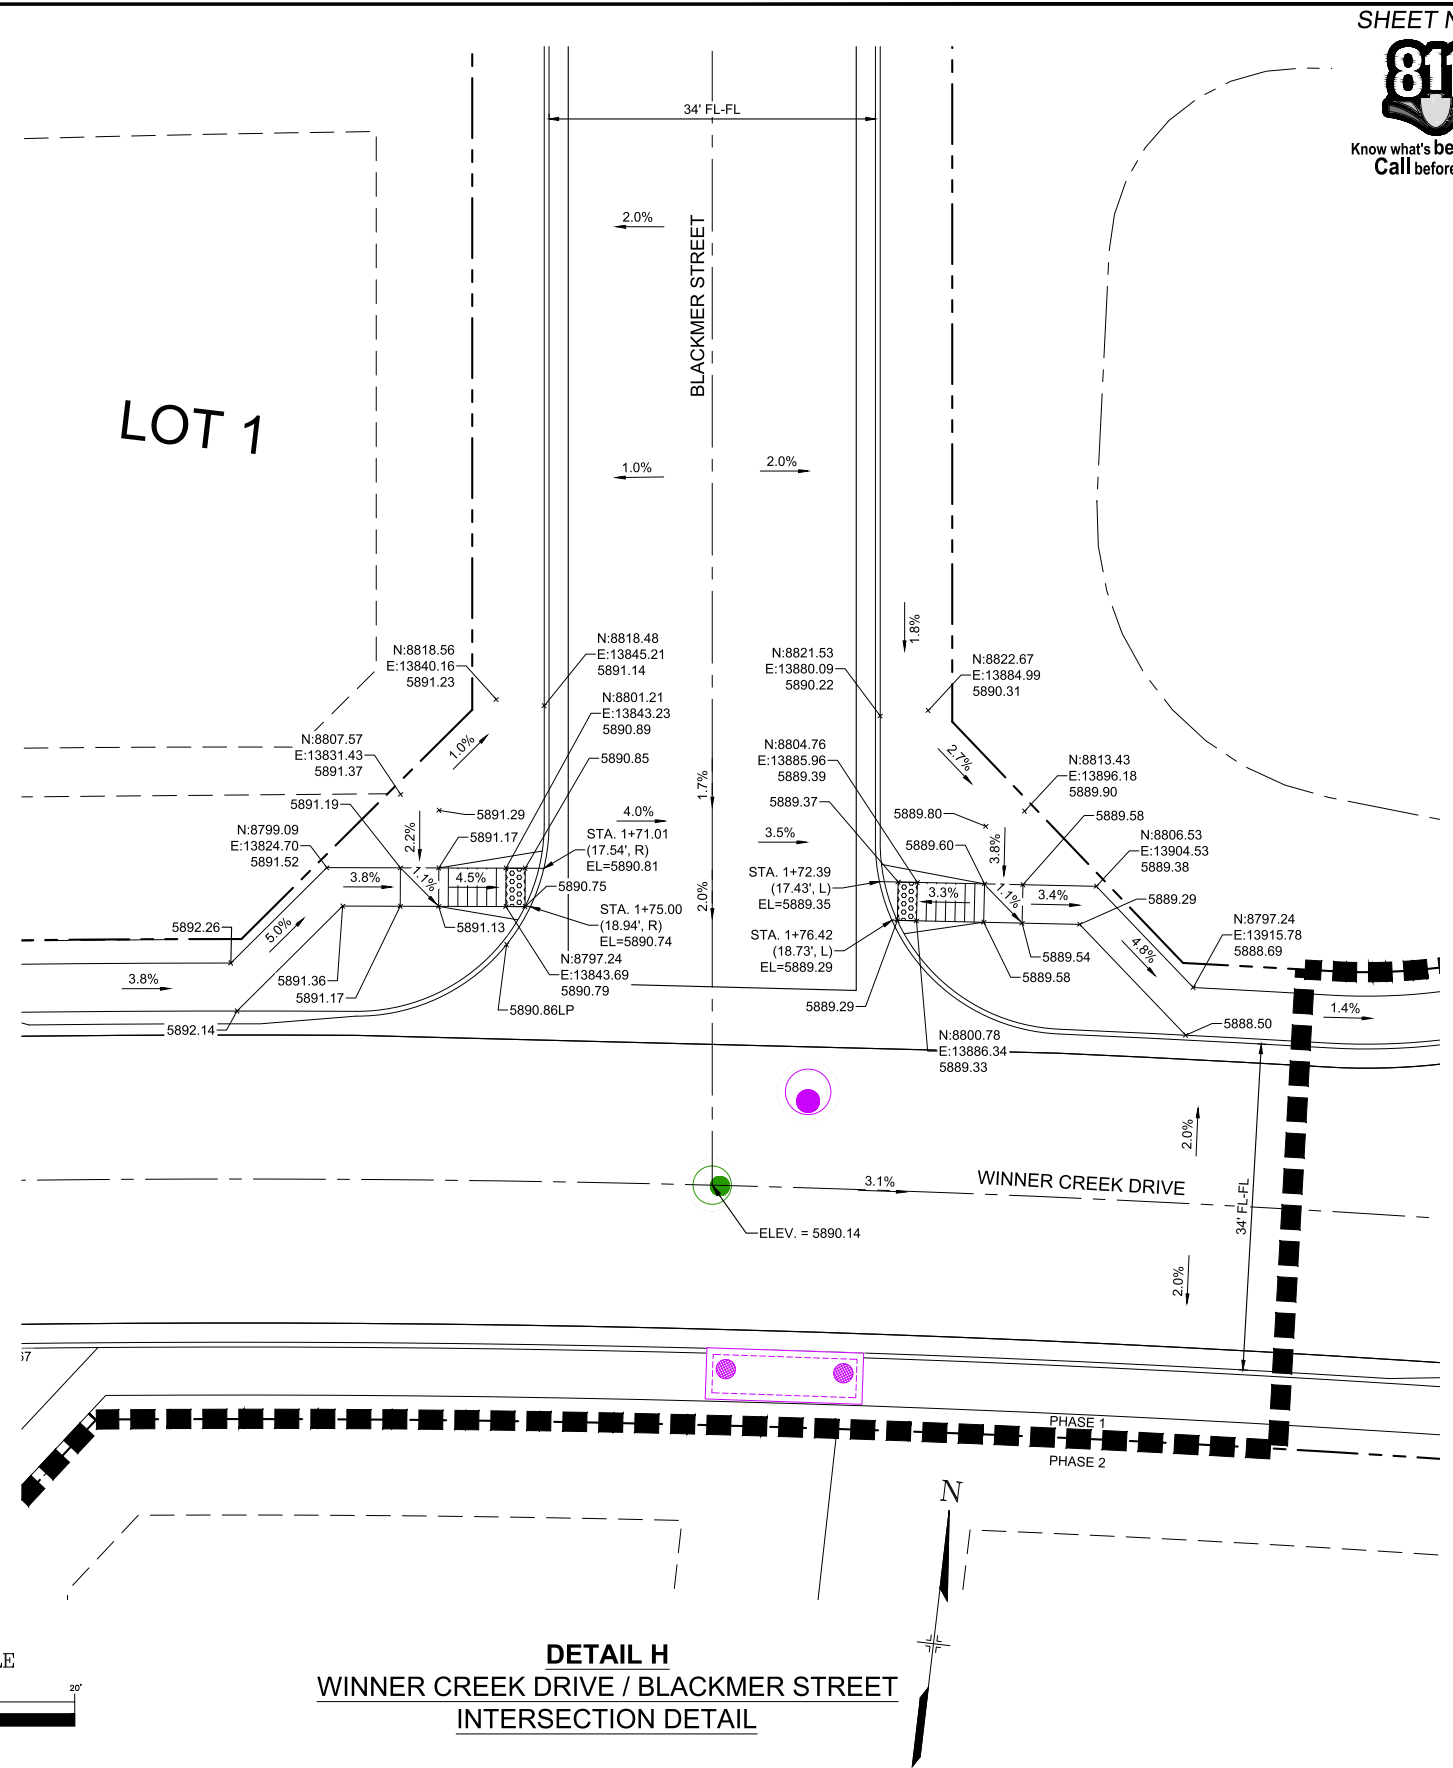 SHEET
811
Know what's
Call before
34' FL-FL
2.0%
BLACKMER STREET
LOT 1
1.0%
2.0%
1.8%
N:8818.56
E:13840.16
5891.23
N:8818.48
E:13845.21
5891.14
N:8821.53
E:13880.09
5890.22
N:8822.67
E:13884.99
5890.31
N:8801.21
E:13843.23
5890.89
N:8807.57
E:13831.43
5891.37
1.0%
5890.85
N:8804.76
E:13885.96
5889.39
2.7%
N:8813.43
E:13896.18
5889.90
1.7%
5891.19
5891.29
4.0%
5889.37
5889.80
5889.58
N:8799.09
E:13824.70
5891.52
2.2%
5891.17
STA. 1+71.01
(17.54', R)
EL=5890.81
3.5%
5889.60
3.8%
N:8806.53
E:13904.53
5889.38
3.8%
1.1%
4.5%
5890.75
2.0%
STA. 1+72.39
(17.43', L)
EL=5889.35
3.3%
1.1%
3.4%
5889.29
5892.26
5.0%
5891.13
STA. 1+75.00
(18.94', R)
EL=5890.74
STA. 1+76.42
(18.73', L)
EL=5889.29
N:8797.24
E:13915.78
5888.69
4.8%
3.8%
5891.36
5891.17
N:8797.24
E:13843.69
5890.79
5889.54
5889.58
5892.14
5890.86LP
5889.29
1.4%
5888.50
N:8800.78
E:13886.34
5889.33
2.0%
3.1%
WINNER CREEK DRIVE
34' FL-FL
ELEV. = 5890.14
2.0%
67
PHASE 1
PHASE 2
N
20'
DETAIL H
WINNER CREEK DRIVE / BLACKMER STREET
INTERSECTION DETAIL